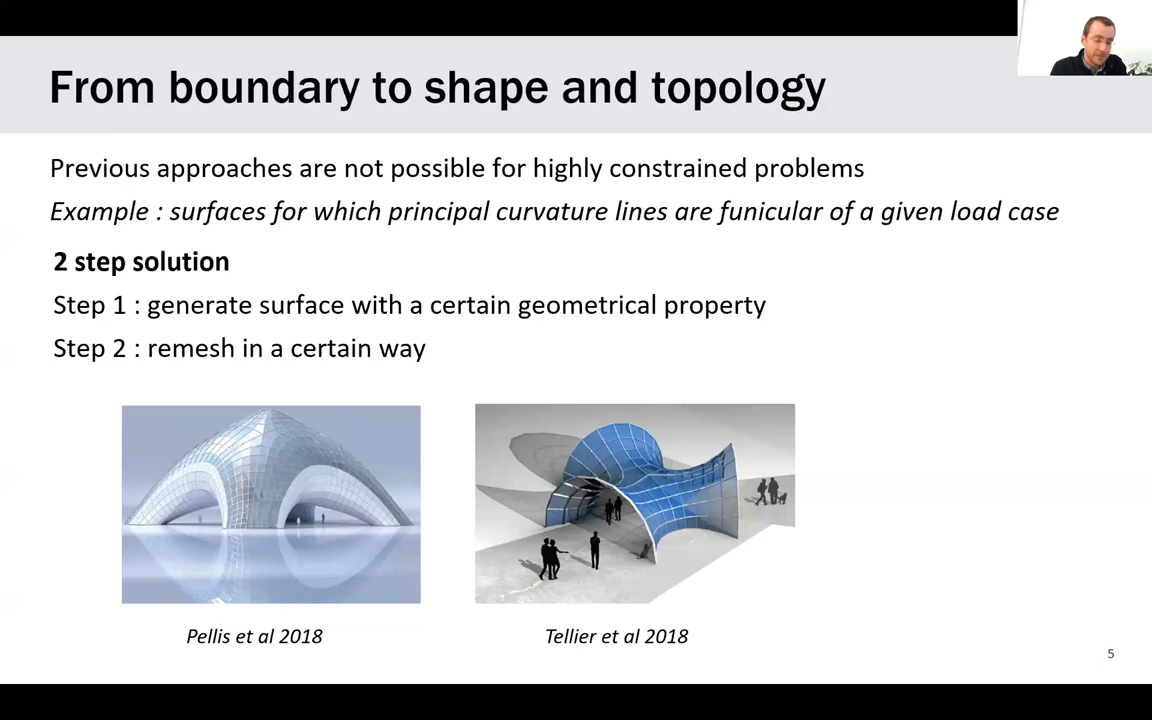 From boundary to shape and topology
Previous approaches are not possible for highly constrained problems
Example : surfaces for which principal curvature lines are funicular of a given load case
2 step solution
Step 1 : generate surface with a certain geometrical property
Step 2 : remesh in a certain way
Pellis et al 2018
Tellier et al 2018
5